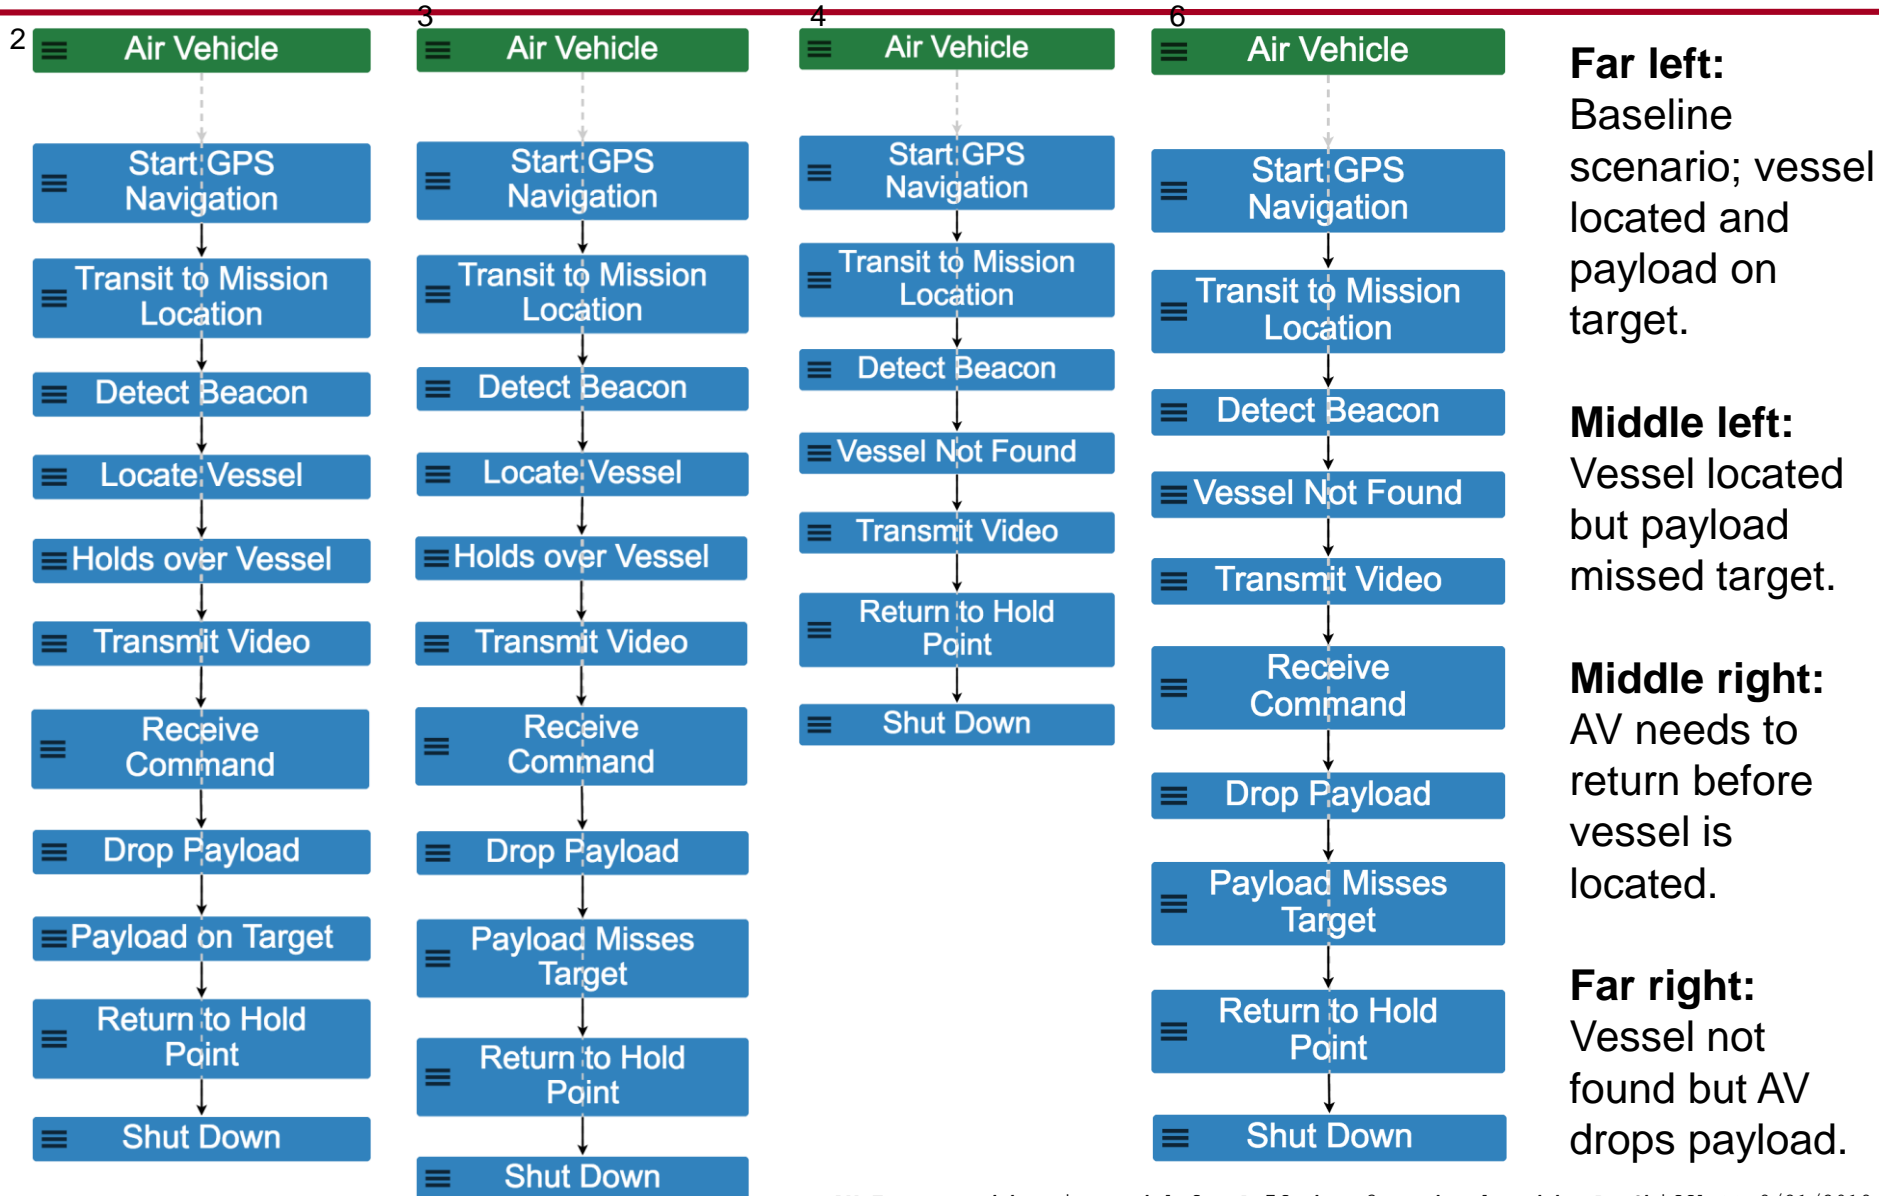 2
Air Vehicle
Start GPS
Navigation
Transit to Mission
Location
Detect Beacon
Locate Vessel
Holds over Vessel
Transmit Video
Receive
Command
Drop Payload
Payload on Target
Return to Hold
Point
Shut Down
3
Air Vehicle
Start GPS
Navigation
Transit to Mission
Location
Detect Beacon
Locate Vessel
Holds over Vessel
Transmit Video
Receive
Command
Drop Payload
Payload Misses
Target
Return to Hold
Point
Shut Down
4
Air Vehicle
Start GPS
Navigation
Transit to Mission
Location
Detect Beacon
Vessel Not Found
Transmit Video
Return to Hold
Point
Shut Down
6
Air Vehicle
Start GPS
Navigation
Transit to Mission
Location
Detect Beacon
Vessel Not Found
Transmit Video
Receive
Command
Drop Payload
Payload Misses
Target
Return to Hold
Point
Shut Down
Far left:
Baseline
scenario; vessel
located and
payload on
target.
Middle left:
Vessel located
but payload
missed target.
Middle right:
AV needs to
return before
vessel is
located.
Far right:
Vessel not
found but AV
drops payload.